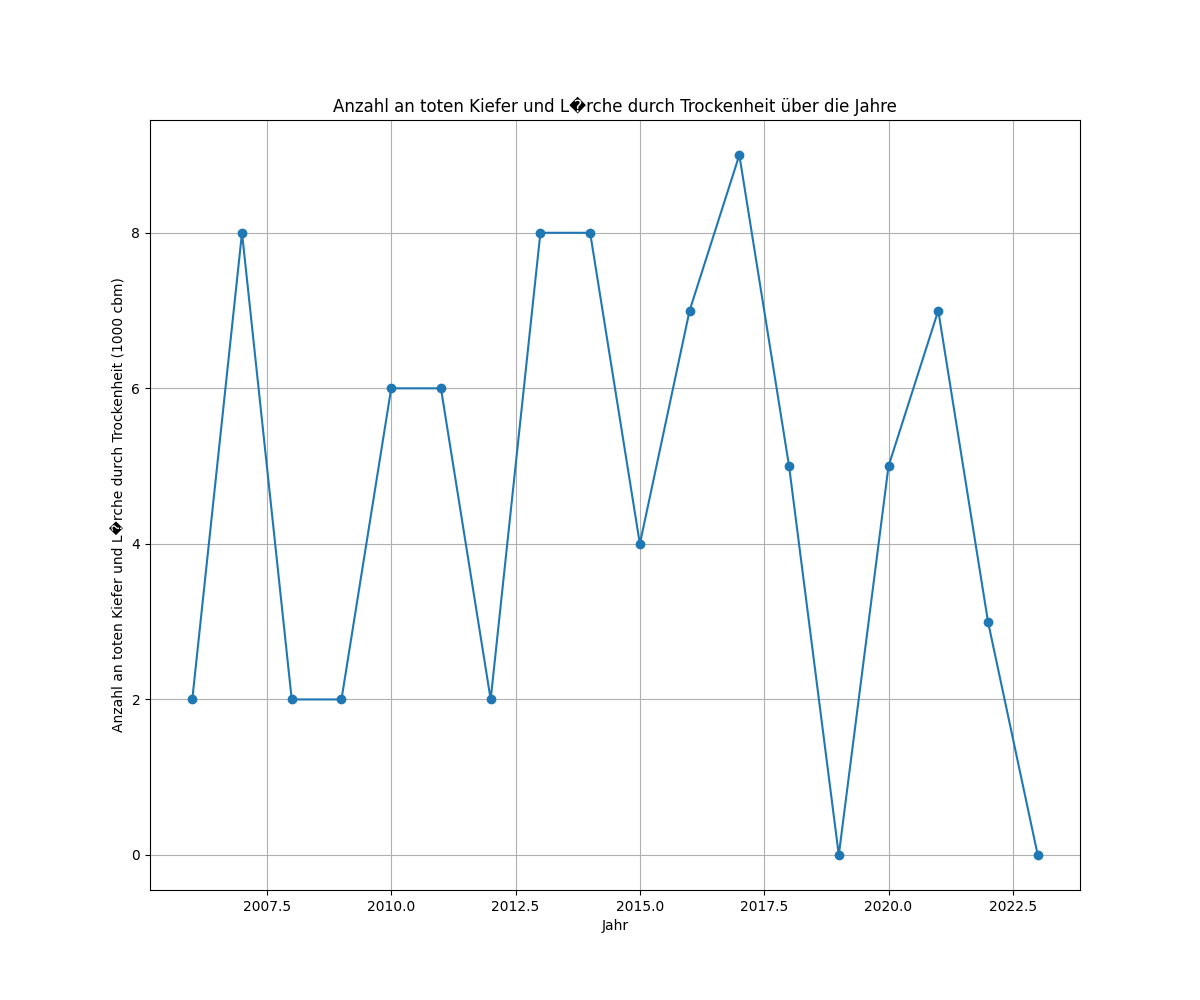 Anzahl an toten Kiefer und L�rche durch Trockenheit über die Jahre
Anzahl an toten Kiefer und L�rche durch Trockenheit (1000 cbm)
8
6
4
2
0
2007.5 2010.0 2012.5 2015.0 2017.5 2020.0 2022.5
Jahr